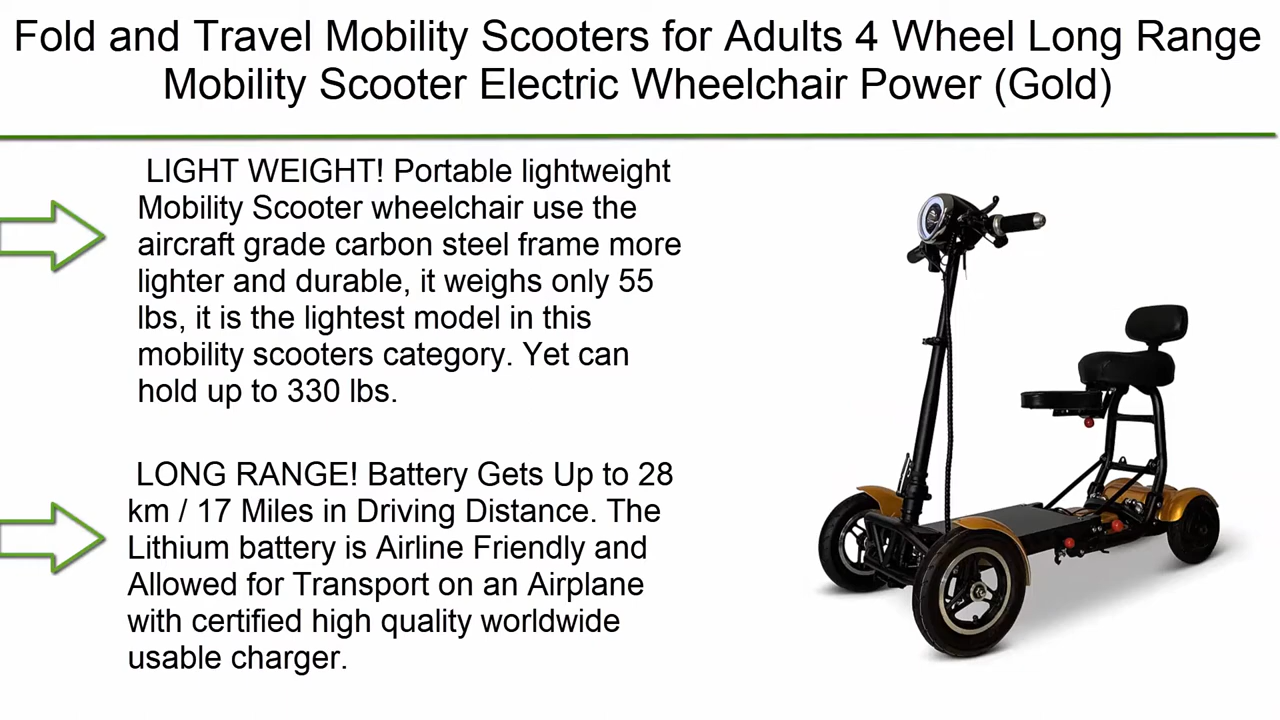 Fold and Travel Mobility Scooters for Adults 4 Wheel Long Range
Mobility Scooter Electric Wheelchair Power (Gold)
LIGHT WEIGHT! Portable lightweight
Mobility Scooter wheelchair use the
aircraft grade carbon steel frame more
lighter and durable, it weighs only 55
lbs, it is the lightest model in this
mobility scooters category. Yet can
hold up to 330 lbs.
LONG RANGE! Battery Gets Up to 28
km / 17 Miles in Driving Distance. The
Lithium battery is Airline Friendly and
Allowed for Transport on an Airplane
with certified high quality worldwide
usable charger.